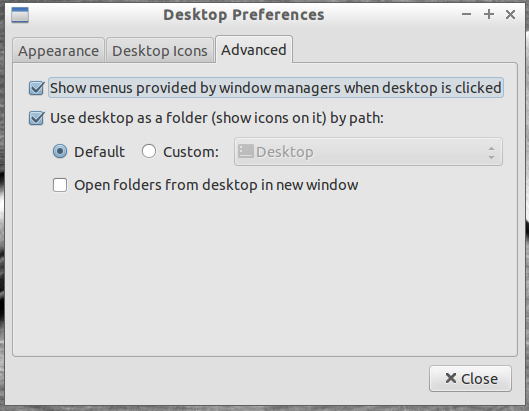 Desktop Preferences
Appearance Desktop Icons Advanced
Show menus provided by window managers when desktop is clicked
Use desktop as a folder (show icons on it) by path:
Default Custom: Desktop
Open folders from desktop in new window
Close